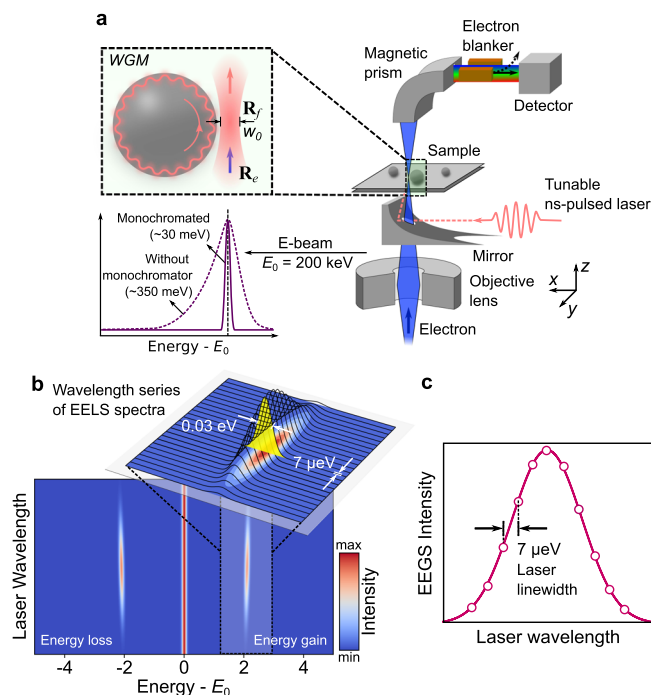 a
WGM
R_f
w_0
R_e
Magnetic
prism
Electron
blanker
Detector
Sample
Tunable
ns-pulsed laser
Mirror
Objective
lens
Electron
z
x
y
E-beam
E_0 = 200 keV
Monochromated
(~30 meV)
Without
monochromator
(~350 meV)
Energy - E_0
b
Wavelength series
of EELS spectra
0.03 eV
7 μeV
Laser Wavelength
Energy loss
Energy gain
-4
-2
0
2
4
Energy - E_0
max
Intensity
min
c
EEGS Intensity
7 μeV
Laser
linewidth
Laser wavelength